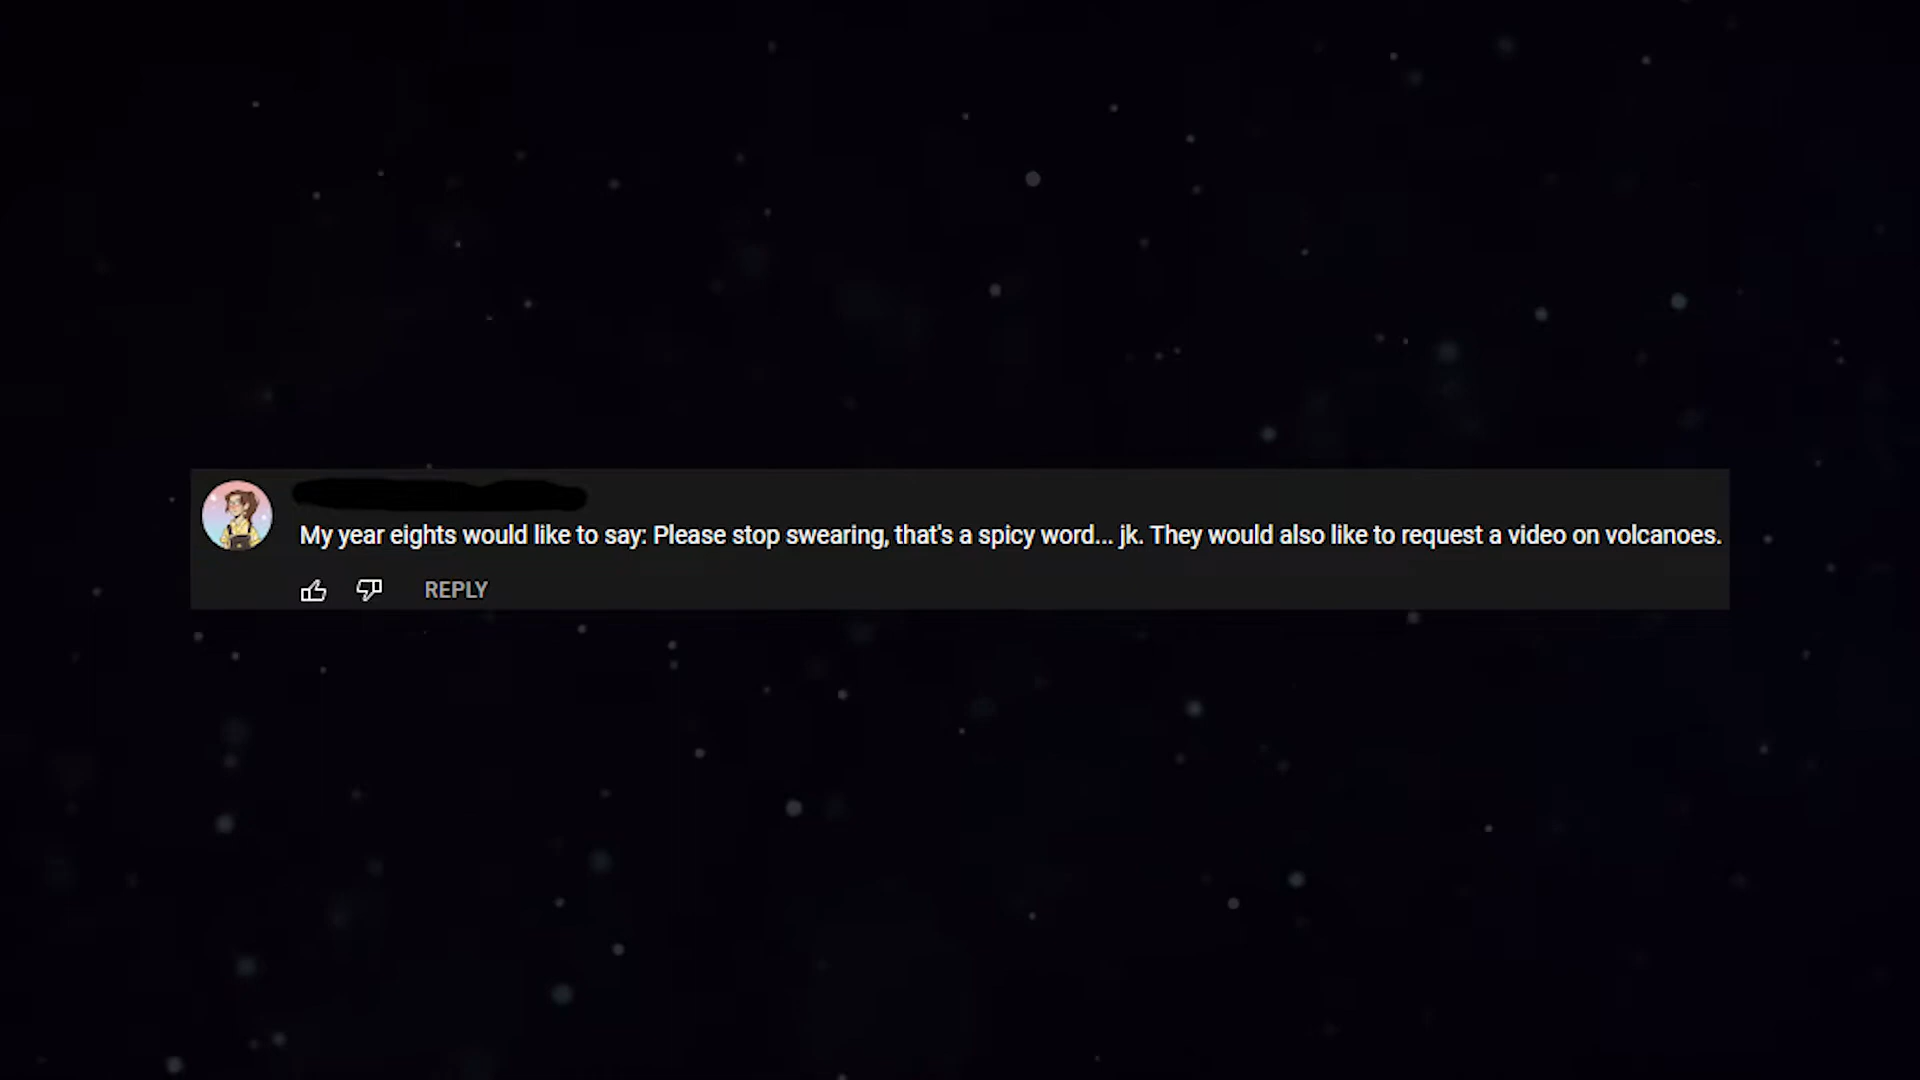 My year eights would like to say: Please stop swearing, that's a spicy word... jk. They would also like to request a video on volcanoes.
REPLY